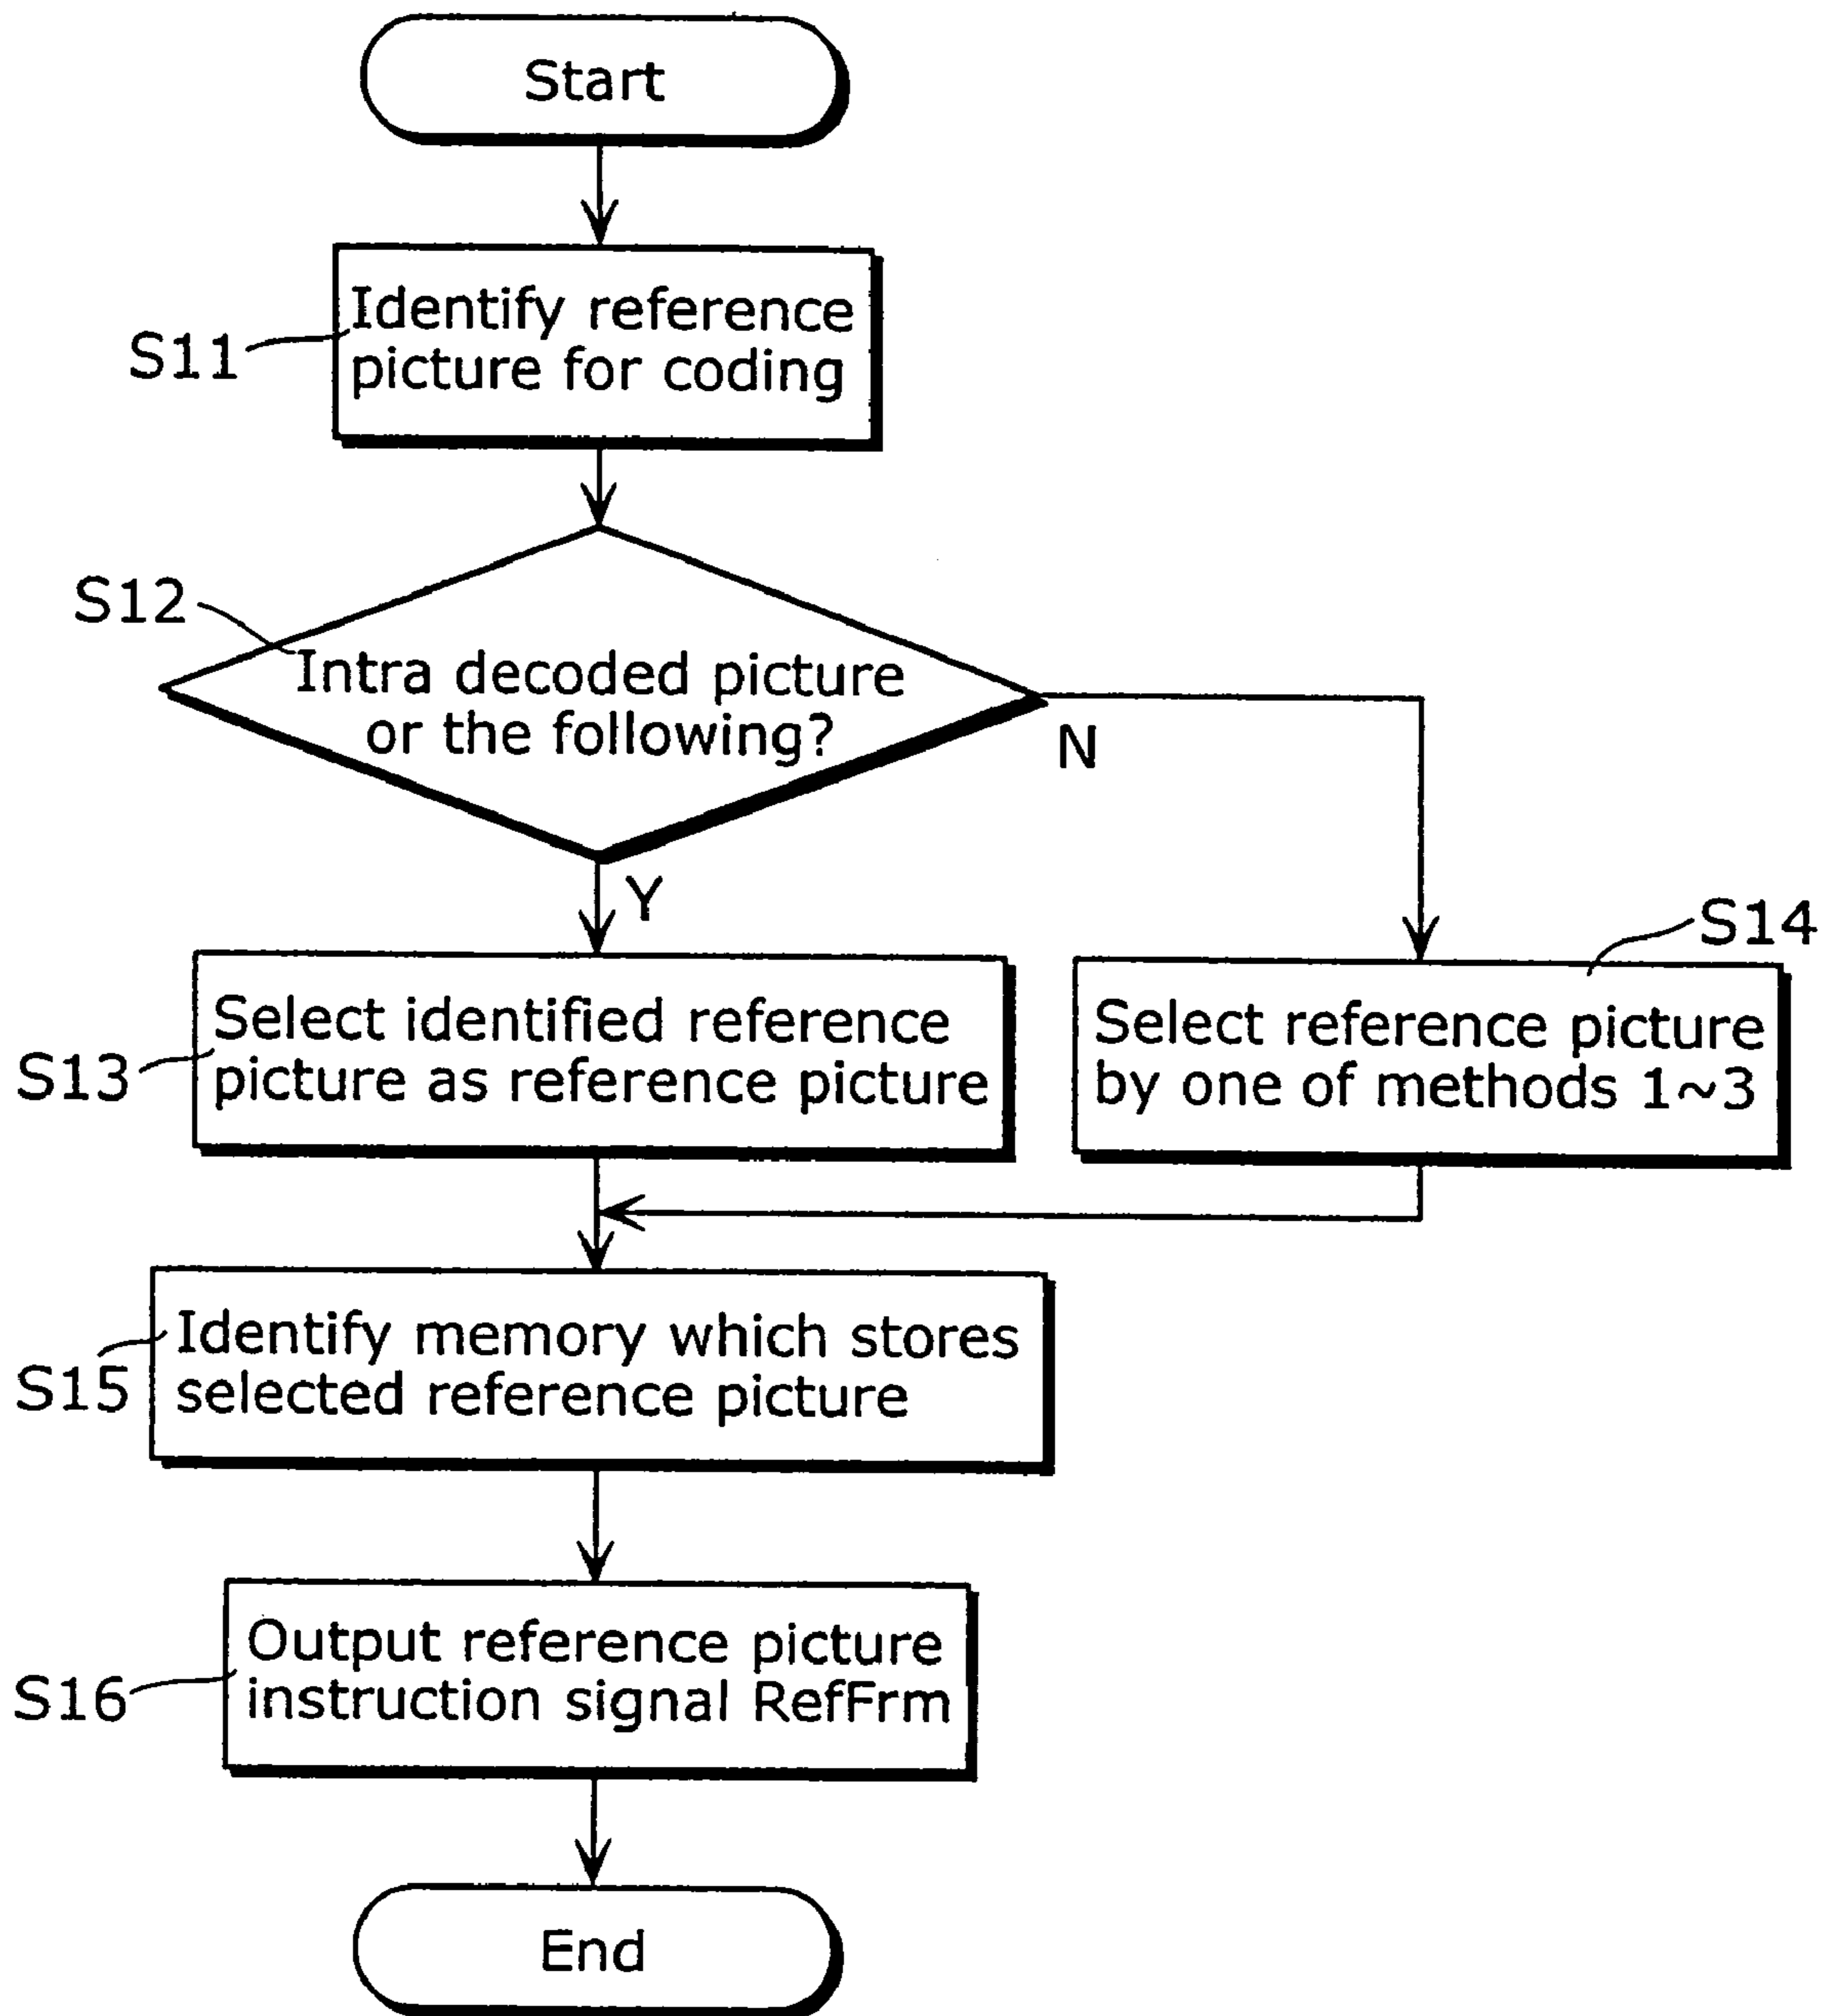 Start
S11
Identify reference
picture for coding
S12
Intra decoded picture
or the following?
N
Y
S13
Select identified reference
picture as reference picture
S14
Select reference picture
by one of methods 1~3
S15
Identify memory which stores
selected reference picture
S16
Output reference picture
instruction signal RefFrm
End